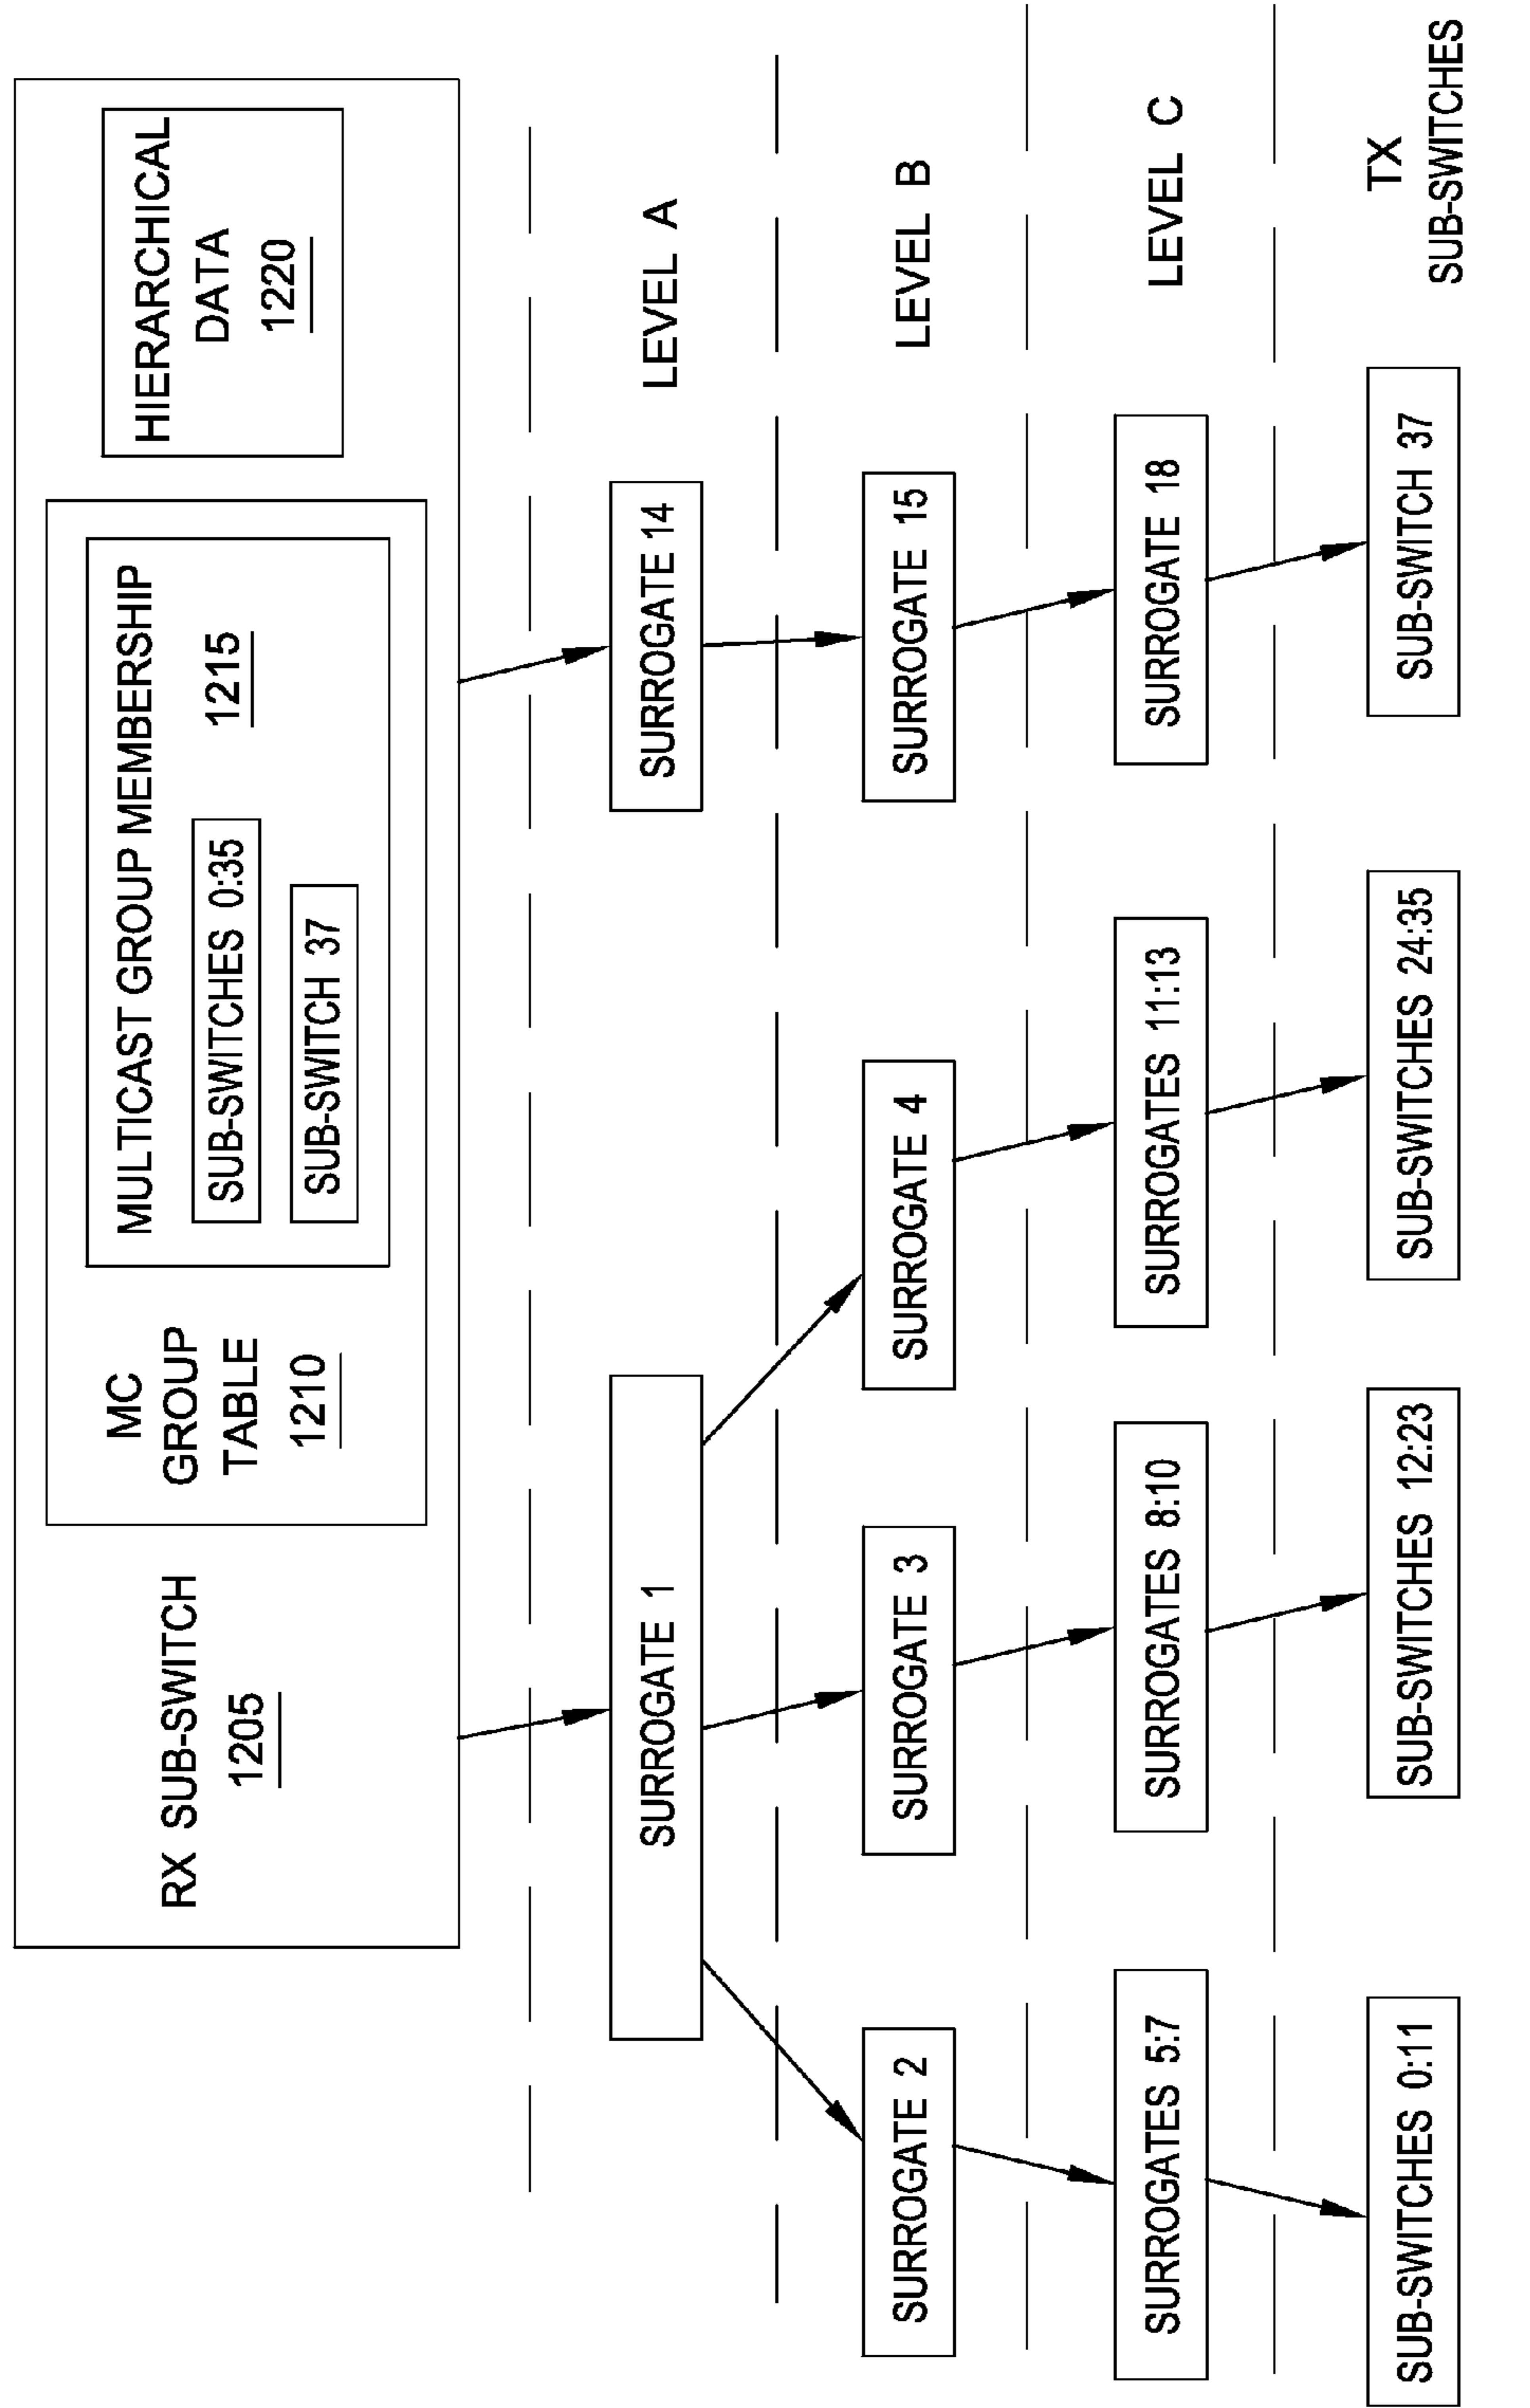 RX SUB-SWITCH
1205
MC
GROUP
TABLE
1210
MULTICAST GROUP MEMBERSHIP
SUB-SWITCHES 0:35
1215
SUB-SWITCH 37
HIERARCHICAL
DATA
1220
SURROGATE 1
SURROGATE 14
LEVEL A
SURROGATE 2
SURROGATE 3
SURROGATE 4
SURROGATE 15
LEVEL B
SURROGATES 5:7
SURROGATES 8:10
SURROGATES 11:13
SURROGATE 18
LEVEL C
SUB-SWITCHES 0:11
SUB-SWITCHES 12:23
SUB-SWITCHES 24:35
SUB-SWITCH 37
TX
SUB-SWITCHES